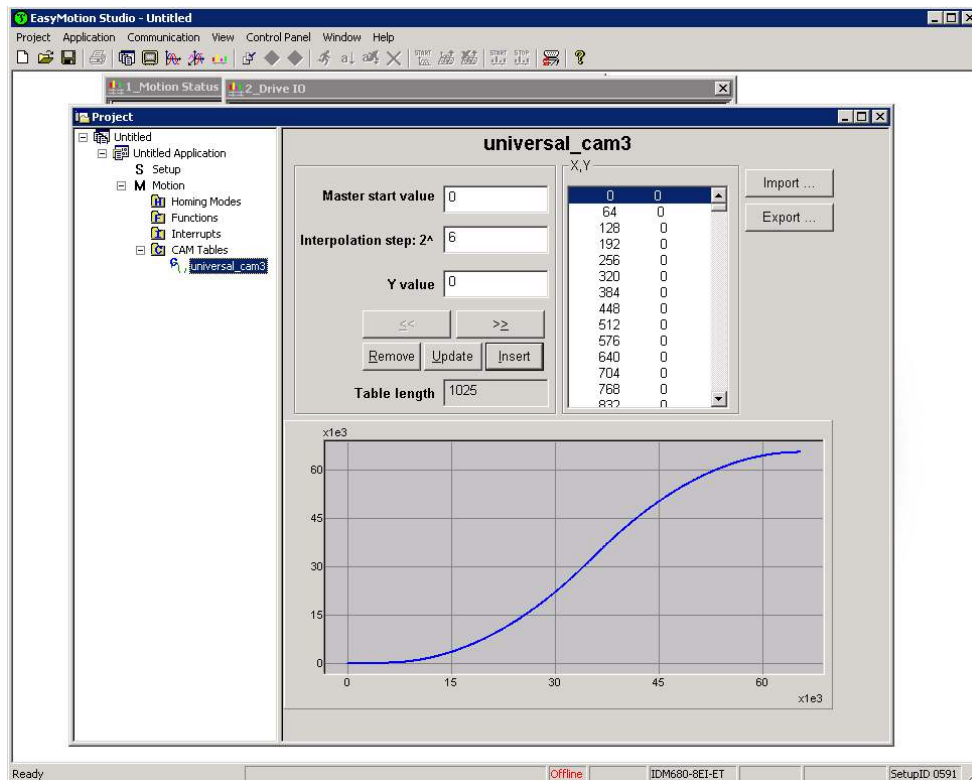 EasyMotion Studio - Untitled
Project Application Communication View Control Panel Window Help
1_Motion Status
2_Drive IO
Project
Untitled
Untitled Application
S Setup
M Motion
Homing Modes
Functions
Interrupts
CAM Tables
universal_cam3
universal_cam3
Master start value 0
Interpolation step: 2^ 6
Y value 0
<< >>
Remove Update Insert
Table length 1025
X,Y
0 0
64 0
128 0
192 0
256 0
320 0
384 0
448 0
512 0
576 0
640 0
704 0
768 0
832 0
Import ...
Export ...
x1e3
60
45
30
15
0
0 15 30 45 60
x1e3
Ready Offline IDM680-8EI-ET SetupID 0591